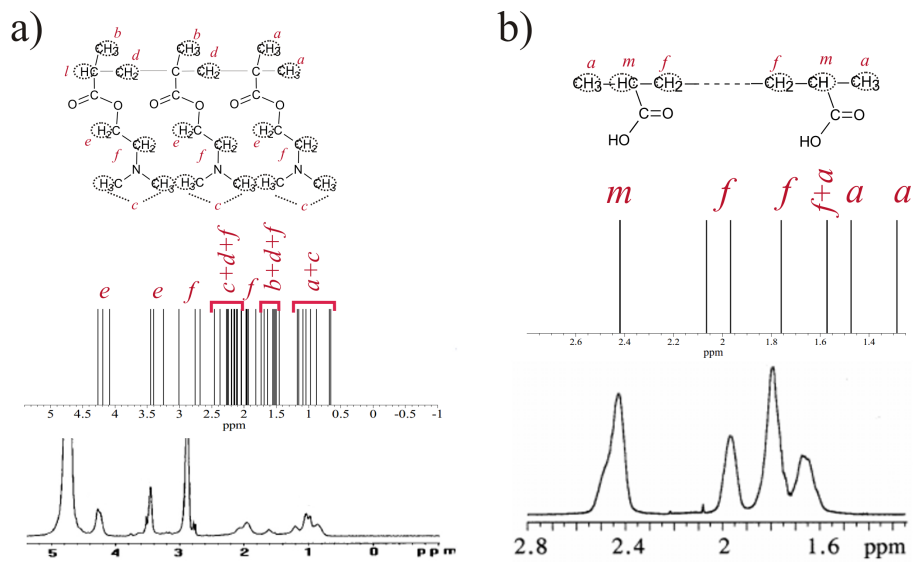 a)
b b a
CH3 CH3 CH3
l d d a
HC CH2 C CH2 C CH3
O C O O C O O C O
e H2C e H2C e H2C
f CH2 f CH2 f CH2
N N N
H3C CH3 H3C CH3 H3C CH3
c c c
e e f c+d+f f b+d+f a+c
5 4.5 4 3.5 3 2.5 2 1.5 1 0.5 0 -0.5 -1
ppm
5 4 3 2 1 0 ppm
b)
a m f f m a
CH3 HC CH2 CH2 CH CH3
C O C O
HO HO
m f f f+a a a
2.6 2.4 2.2 2 1.8 1.6 1.4
ppm
2.8 2.4 2 1.6 ppm